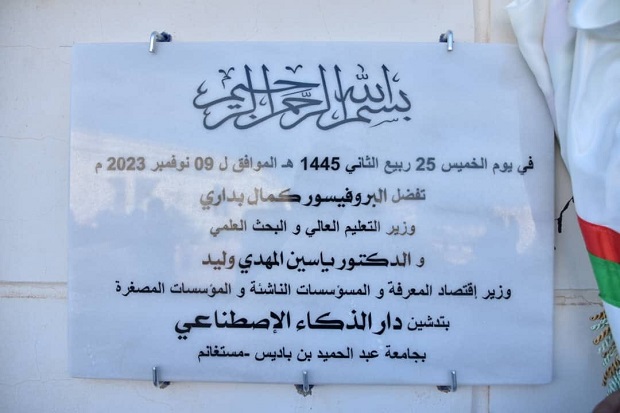 بسم الله الرحمن الرحيم
في يوم الخميس 25 ربيع الثاني 1445 هـ الموافق ل 09 نوفمبر 2023 م
تفضل البروفيسور كمال بداري
وزير التعليم العالي و البحث العلمي
و الدكتور ياسين المهدي وليد
وزير إقتصاد المعرفة و المسؤسسات الناشئة و المؤسسات المصغرة
بتدشين دار الذكاء الإصطناعي
بجامعة عبد الحميد بن باديس -مستغانم